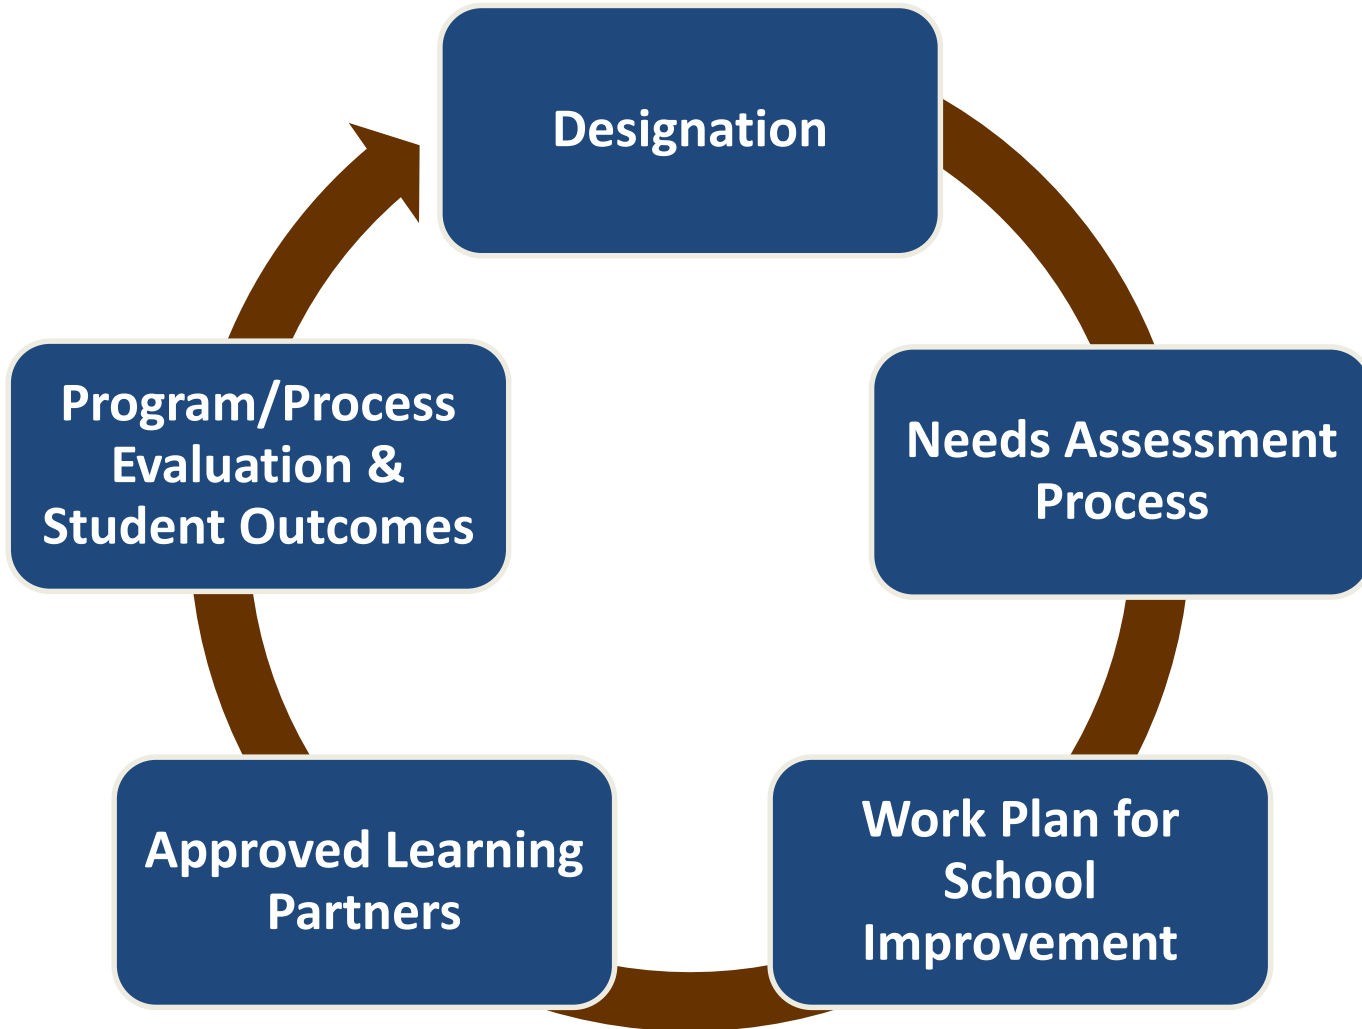 Designation
Needs Assessment
Process
Work Plan for
School
Improvement
Approved Learning
Partners
Program/Process
Evaluation &
Student Outcomes